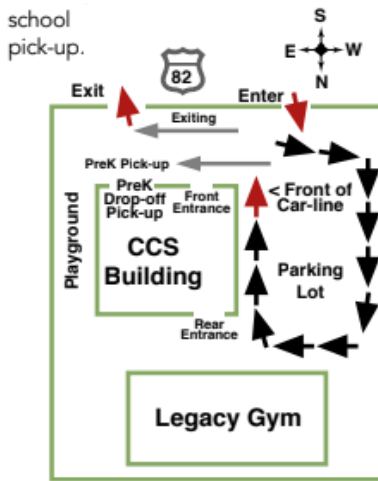 school
pick-up.
S
E
W
N
82
Exit
Enter
Exiting
PreK Pick-up
PreK
Drop-off
Pick-up
Front
Entrance
< Front of
Car-line
Playground
CCS
Building
Parking
Lot
Rear
Entrance
Legacy Gym